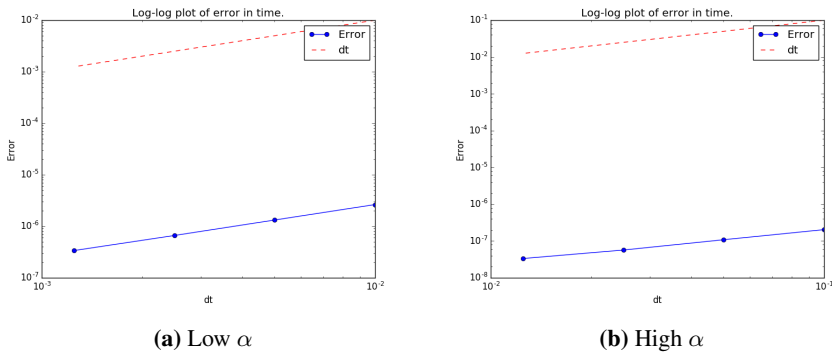 Log-log plot of error in time.
10⁻²
10⁻³
10⁻⁴
10⁻⁵
10⁻⁶
10⁻⁷
Error
Error
dt
10⁻³
10⁻²
dt
(a) Low α
Log-log plot of error in time.
10⁻¹
10⁻²
10⁻³
10⁻⁴
10⁻⁵
10⁻⁶
10⁻⁷
10⁻⁸
Error
Error
dt
10⁻²
10⁻¹
dt
(b) High α